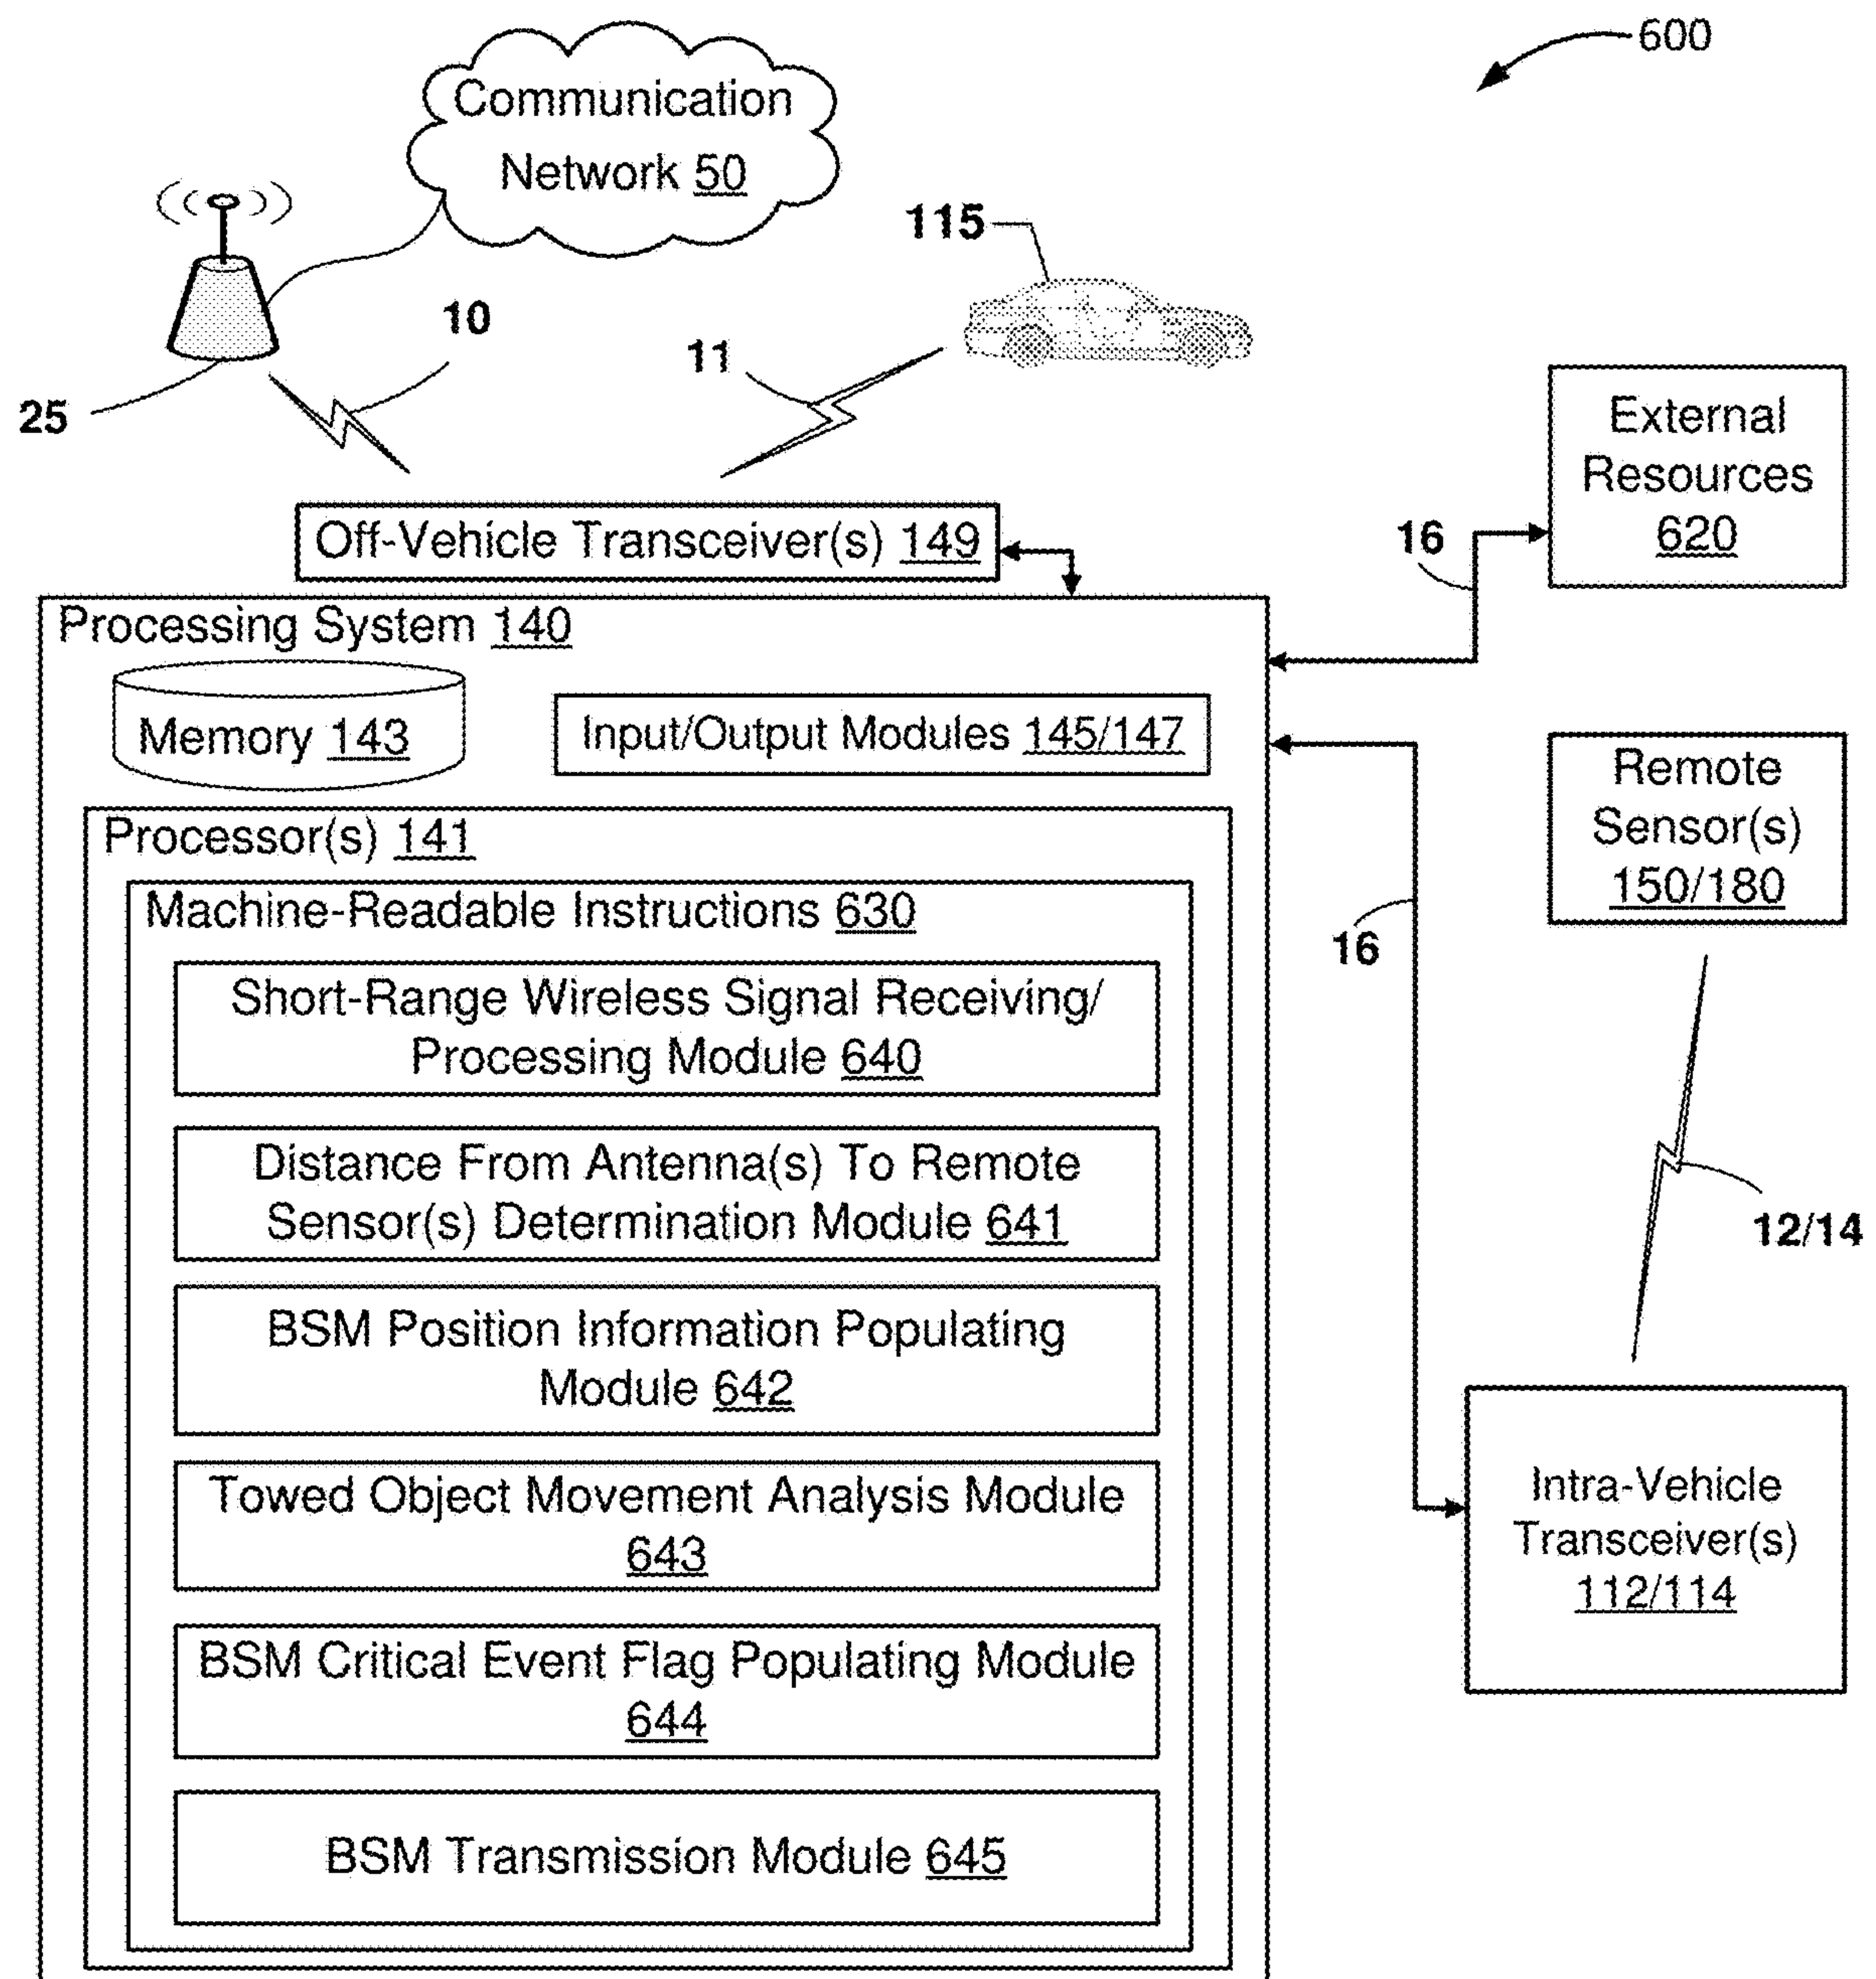 600
Communication
Network 50
115
10
11
25
External
Resources
620
16
Off-Vehicle Transceiver(s) 149
Processing System 140
Memory 143
Input/Output Modules 145/147
Remote
Sensor(s)
150/180
16
Processor(s) 141
Machine-Readable Instructions 630
Short-Range Wireless Signal Receiving/
Processing Module 640
Distance From Antenna(s) To Remote
Sensor(s) Determination Module 641
12/14
BSM Position Information Populating
Module 642
Towed Object Movement Analysis Module
643
Intra-Vehicle
Transceiver(s)
112/114
BSM Critical Event Flag Populating Module
644
BSM Transmission Module 645